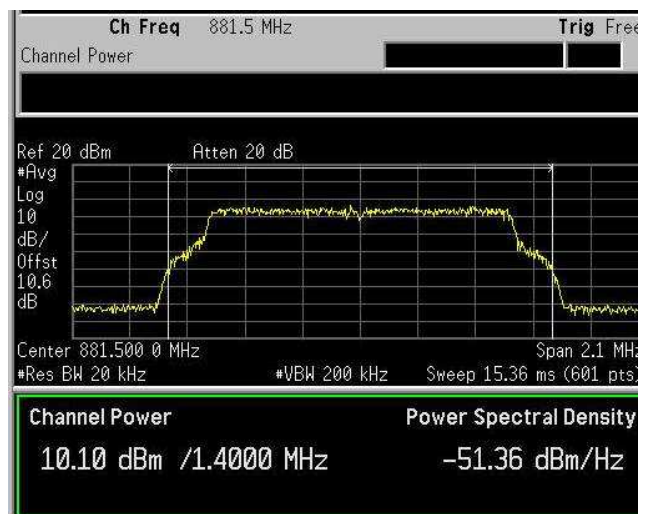 Ch Freq 881.5 MHz Trig Free
Channel Power
Ref 20 dBm Atten 20 dB
#Avg
Log
10
dB/
Offst
10.6
dB
Center 881.500 0 MHz Span 2.1 MHz
#Res BW 20 kHz #VBW 200 kHz Sweep 15.36 ms (601 pts)
Channel Power Power Spectral Density
10.10 dBm /1.4000 MHz -51.36 dBm/Hz